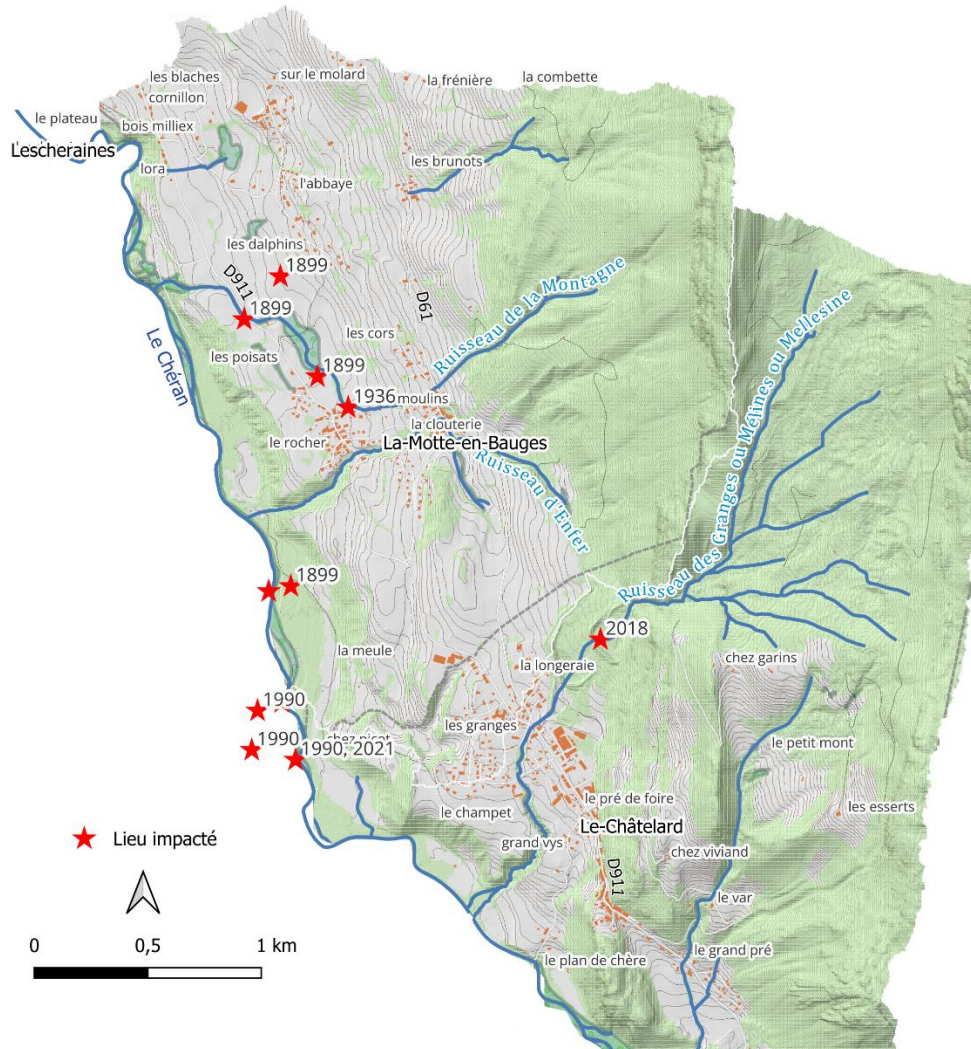 les blaches
sur le molard
la frénière
la combette
cornillon
le plateau
bois milliex
Lescheraines
lora
les brunots
l'abbaye
les dalphins
1899
D911
1899
D61
Ruisseau de la Montagne
Ruisseau des Granges ou Mélines ou Mellesine
Le Chéran
les cors
les poisats
1899
1936
moulins
la clouterie
le rocher
La-Motte-en-Bauges
Ruisseau d'Enfer
1899
2018
la meule
la longeraie
chez garins
1990
les granges
1990
chez picot
1990, 2021
le petit mont
le pré de foire
les esserts
le champet
Le-Châtelard
Lieu impacté
grand vys
chez viviand
D911
le var
0
0,5
1 km
le plan de chère
le grand pré